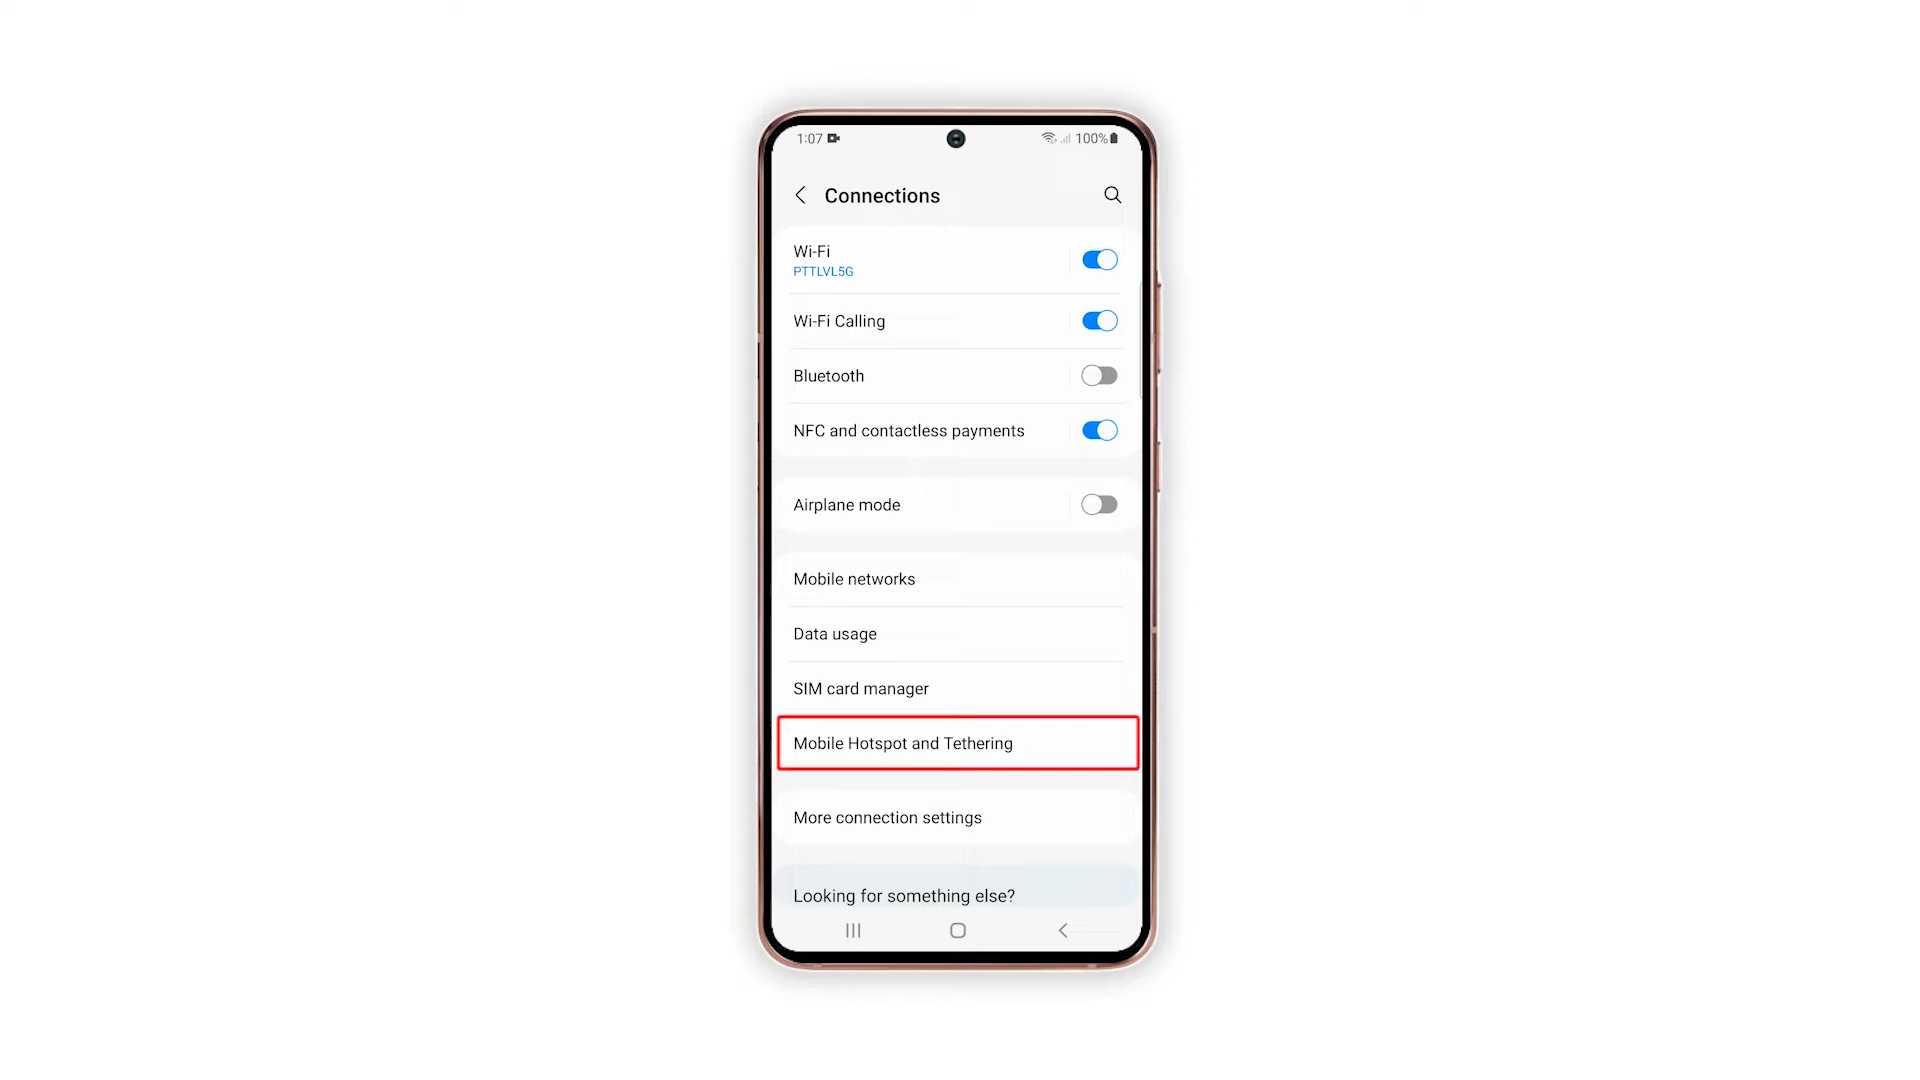 1:07
100%
Connections
Wi-Fi
PTTLVL5G
Wi-Fi Calling
Bluetooth
NFC and contactless payments
Airplane mode
Mobile networks
Data usage
SIM card manager
Mobile Hotspot and Tethering
More connection settings
Looking for something else?